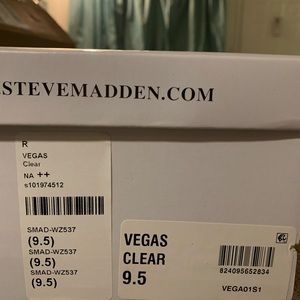 .STEVEMADDEN.COM
R
VEGAS
Clear
NA ++
s101974512
SMAD-WZ537
(9.5)
SMAD-WZ537
(9.5)
SMAD-WZ537
(9.5)
VEGAS
CLEAR
9.5
824095652834
VEGA01S1